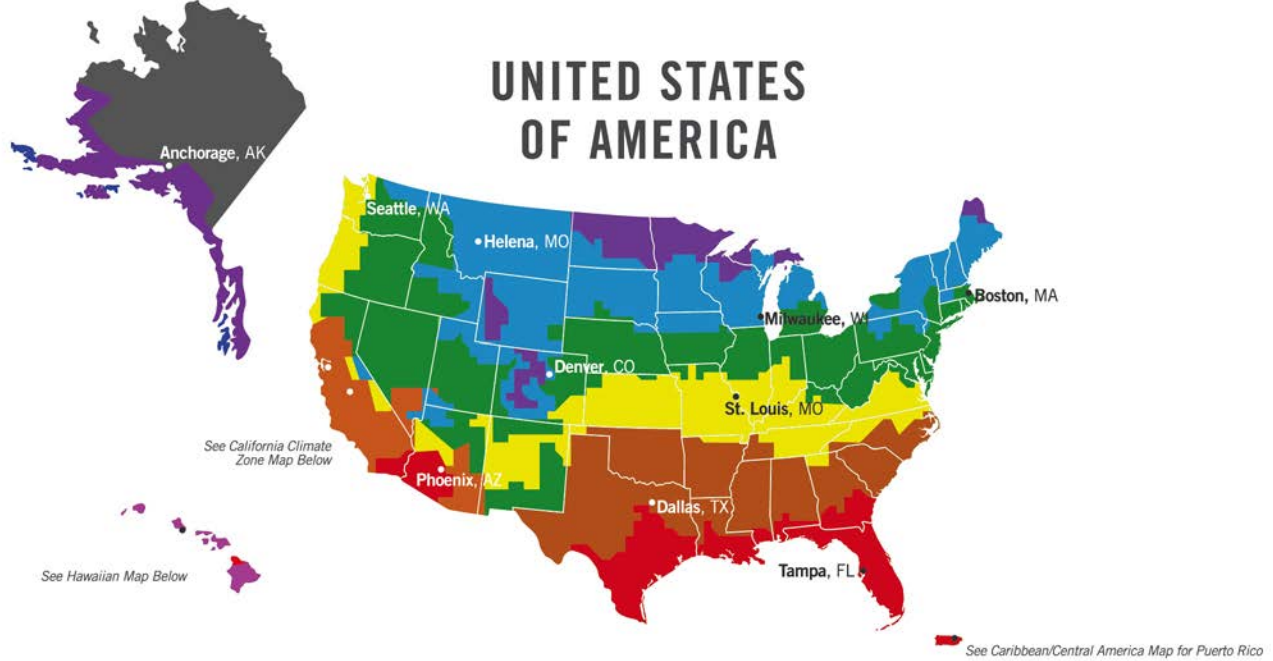 UNITED STATES
OF AMERICA
Anchorage, AK
Seattle, WA
Helena, MO
Boston, MA
Milwaukee, WI
Denver, CO
St. Louis, MO
See California Climate
Zone Map Below
Phoenix, AZ
Dallas, TX
Tampa, FL
See Hawaiian Map Below
See Caribbean/Central America Map for Puerto Rico